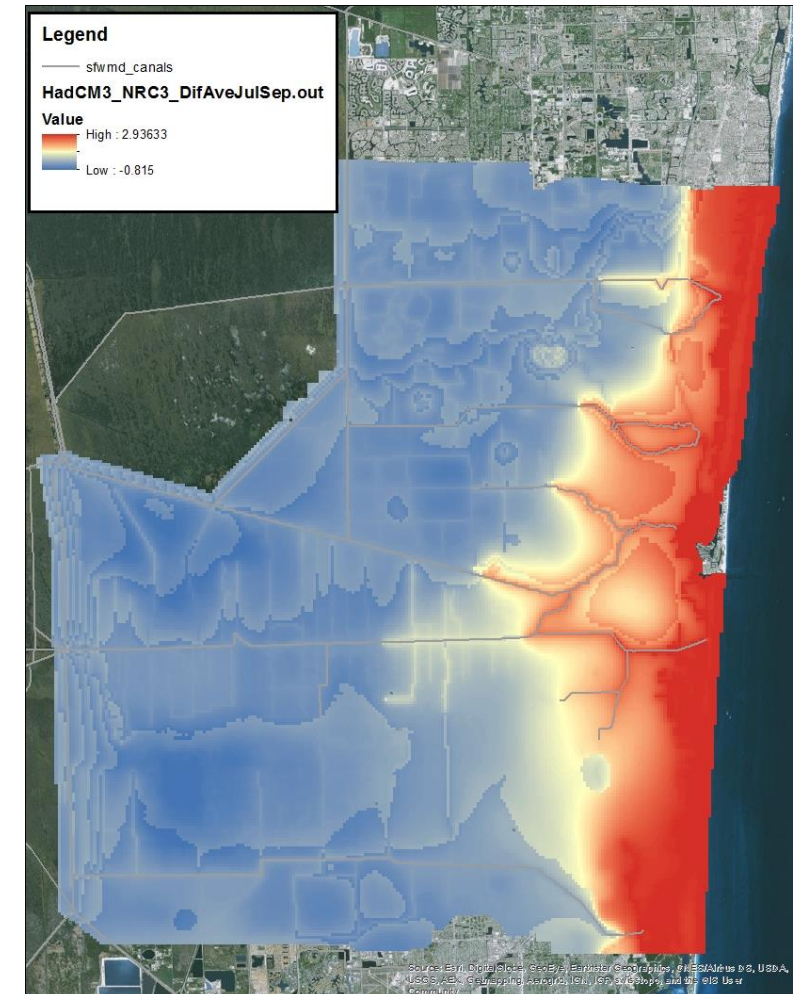 Legend
sfwmd_canals
HadCM3_NRC3_DifAveJulSep.out
Value
High : 2.93633
Low : -0.815
Source: Esri, DigitalGlobe, GeoEye, Earthstar Geographics, CNES/Airbus DS, USDA,
USGS, AEX, Getmapping, Aerogrid, IGN, IGP, swisstopo, and the GIS User
Community